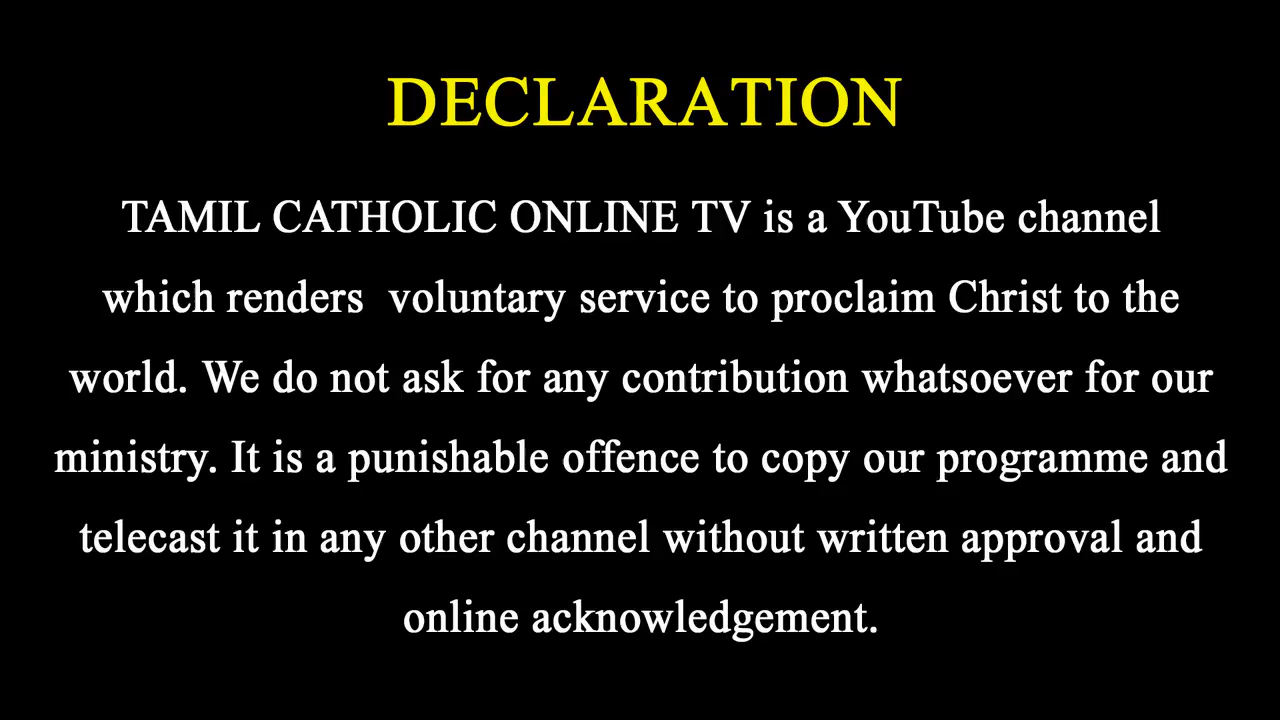 DECLARATION
TAMIL CATHOLIC ONLINE TV is a YouTube channel
which renders  voluntary service to proclaim Christ to the
world. We do not ask for any contribution whatsoever for our
ministry. It is a punishable offence to copy our programme and
telecast it in any other channel without written approval and
online acknowledgement.